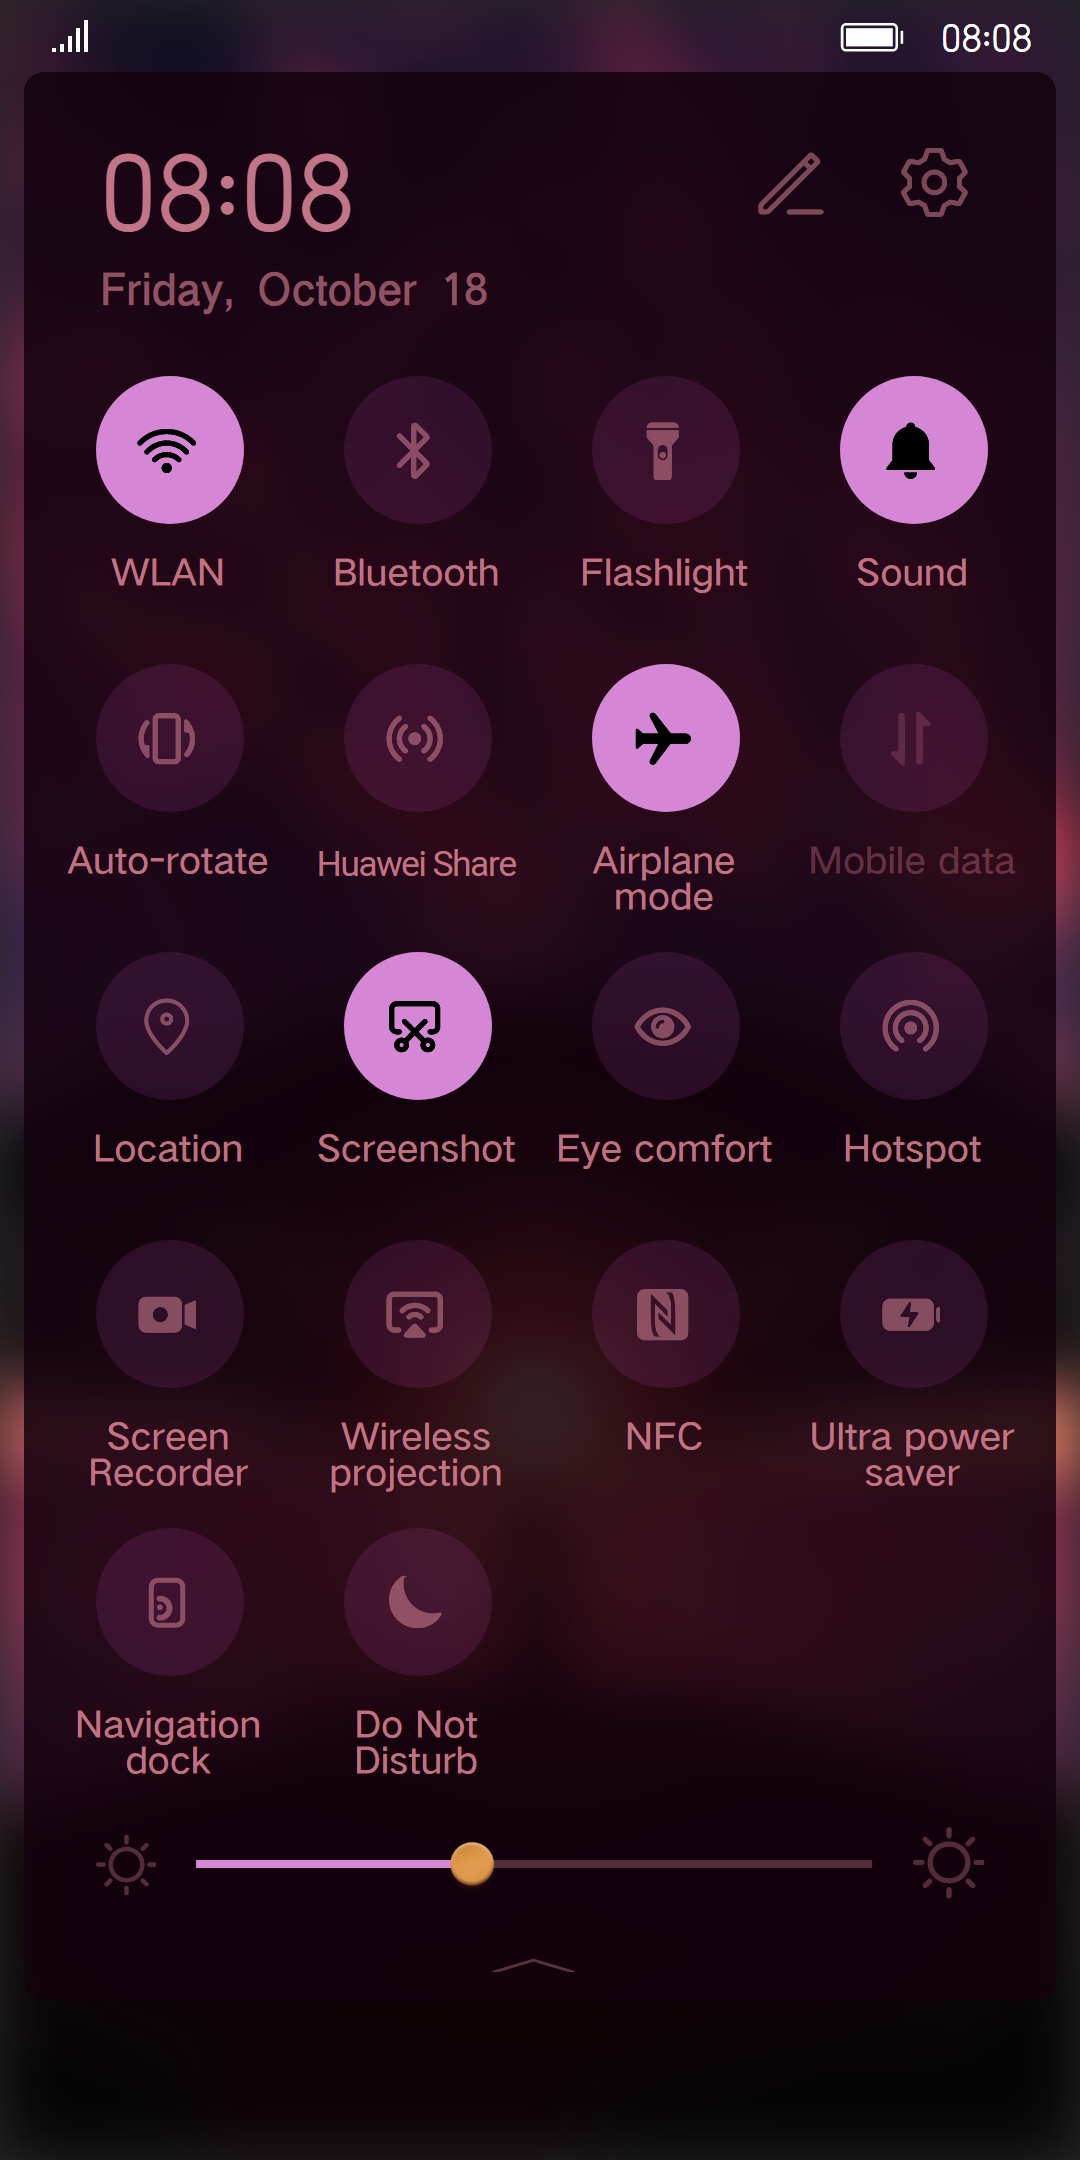 08:08
08:08
Friday, October 18
WLAN
Bluetooth
Flashlight
Sound
Auto-rotate
Huawei Share
Airplane
mode
Mobile data
Location
Screenshot
Eye comfort
Hotspot
Screen
Recorder
Wireless
projection
NFC
Ultra power
saver
Navigation
dock
Do Not
Disturb